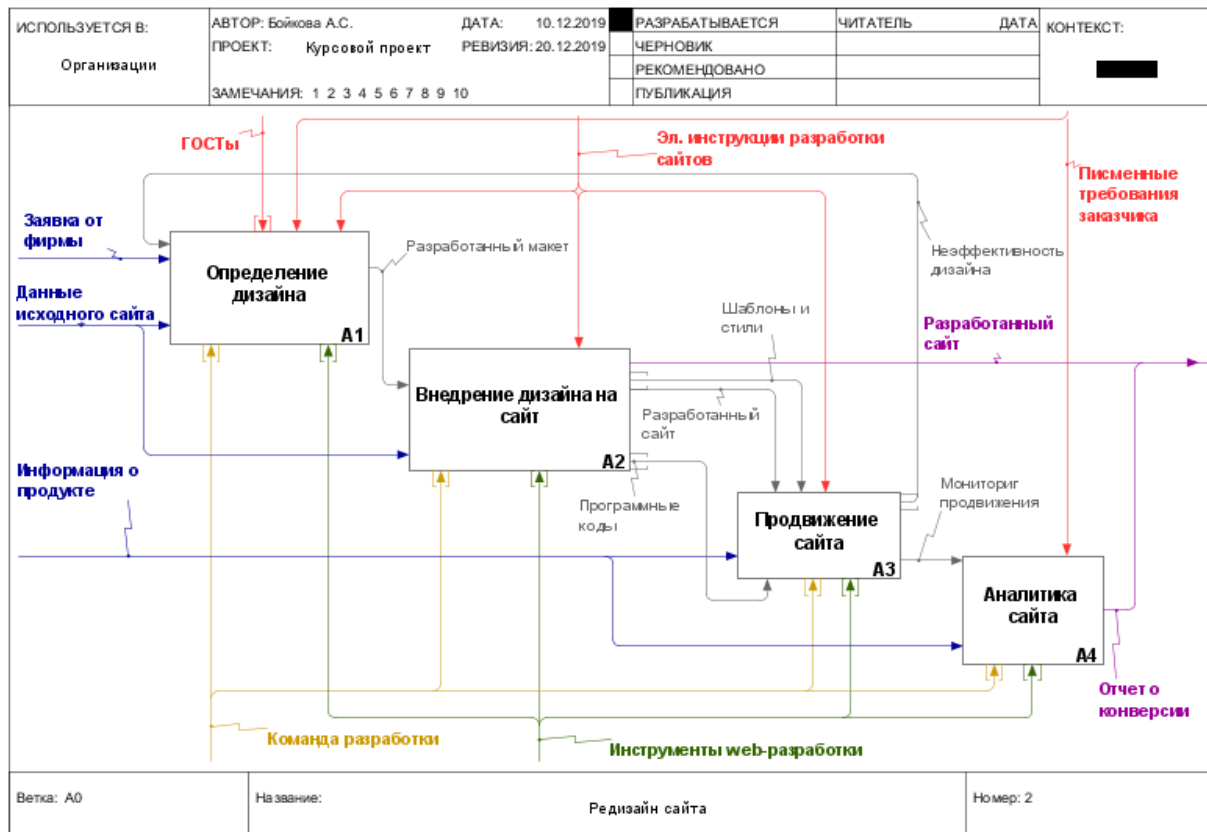 ИСПОЛЬЗУЕТСЯ В:
Организации
АВТОР: Бойкова А.С.
ДАТА: 10.12.2019
ПРОЕКТ: Курсовой проект
РЕВИЗИЯ: 20.12.2019
ЗАМЕЧАНИЯ: 1 2 3 4 5 6 7 8 9 10
РАЗРАБАТЫВАЕТСЯ
ЧЕРНОВИК
РЕКОМЕНДОВАНО
ПУБЛИКАЦИЯ
ЧИТАТЕЛЬ
ДАТА
КОНТЕКСТ:
ГОСТы
Эл. инструкции разработки
сайтов
Писменные
требования
заказчика
Заявка от
фирмы
Разработанный макет
Неэффективность
дизайна
Определение
дизайна
A1
Данные
исходного сайта
Шаблоны и
стили
Разработанный
сайт
Внедрение дизайна на
сайт
A2
Разработанный
сайт
Информация о
продукте
Программные
коды
Мониториг
продвижения
Продвижение
сайта
A3
Аналитика
сайта
A4
Отчет о
конверсии
Команда разработки
Инструменты web-разработки
Ветка: A0
Название:
Редизайн сайта
Номер: 2